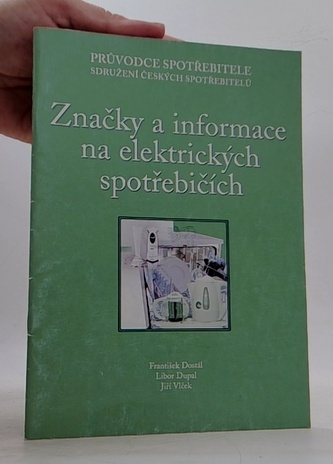 PRŮVODCE SPOTŘEBITELE
SDRUŽENÍ ČESKÝCH SPOTŘEBITELŮ
Značky a informace
na elektrických
spotřebičích
František Dostál
Libor Dupal
Jiří Vlček